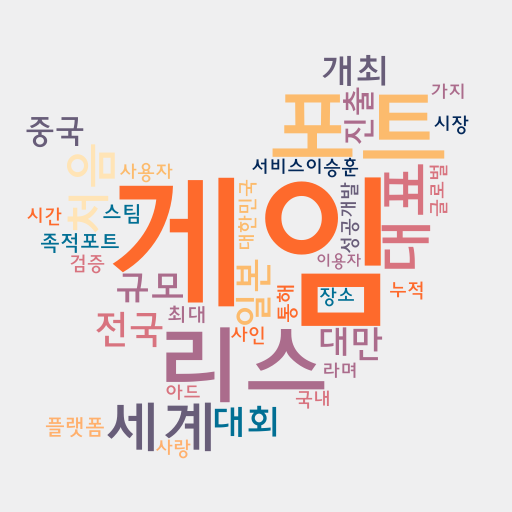 개최
가지
중국
포트
진출
시장
처음
사용자
서비스이승훈
게임
대한민국
성공개발
대표
글로벌
시간
스팀
족적포트
검증
이용자
규모
일본
통해
장소
누적
최대
전국
사인
대만
리스
라며
아드
국내
세계
대회
플랫폼
사랑